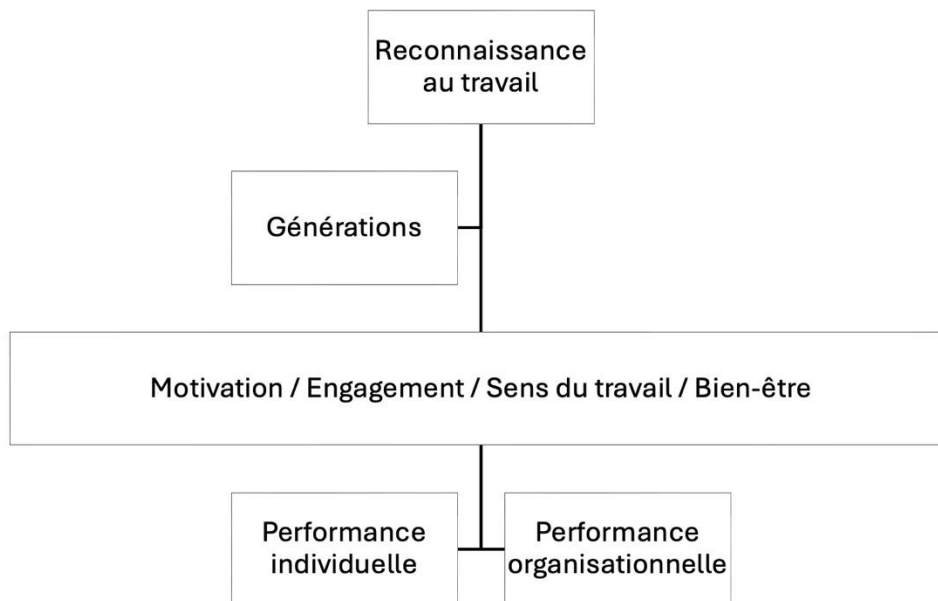 Reconnaissance
au travail
Générations
Motivation / Engagement / Sens du travail / Bien-être
Performance
individuelle
Performance
organisationnelle